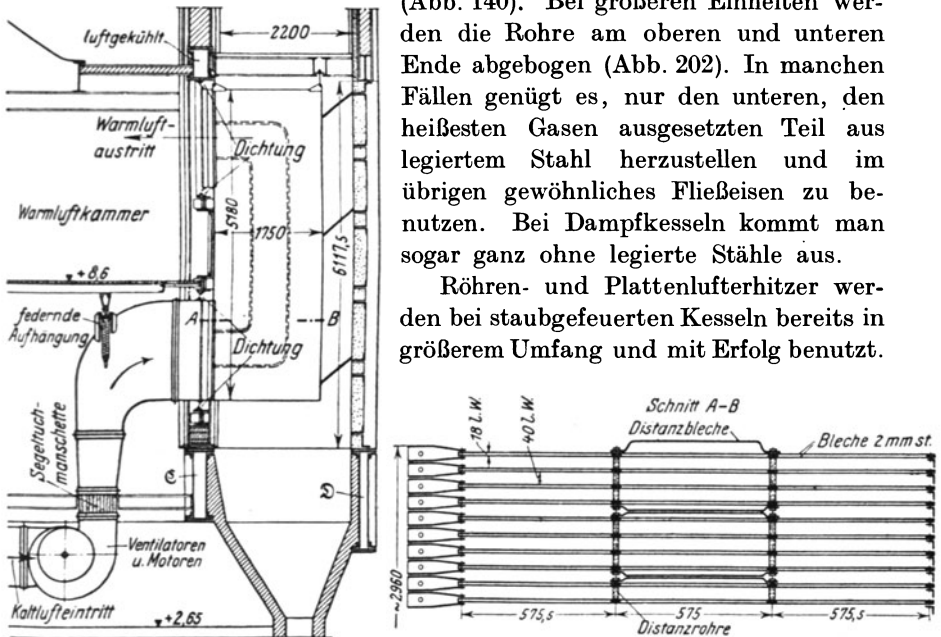 (Abb. 140). Bei größeren Einheiten wer-
den die Rohre am oberen und unteren
Ende abgebogen (Abb. 202). In manchen
Fällen genügt es, nur den unteren, den
heißesten Gasen ausgesetzten Teil aus
legiertem Stahl herzustellen und im
übrigen gewöhnliches Fließeisen zu be-
nutzen. Bei Dampfkesseln kommt man
sogar ganz ohne legierte Stähle aus.
Röhren- und Plattenlufterhitzer wer-
den bei staubgefeuerten Kesseln bereits in
größerem Umfang und mit Erfolg benutzt.
luftgekühlt
2200
Warmluft-
austritt
Dichtung
Warmluftkammer
5180
1750
6117,5
+8,6
federnde
Aufhängung
A
B
Dichtung
Segeltuch-
manschette
C
D
Ventilatoren
u. Motoren
Kaltlufteintritt
+2,65
Schnitt A-B
Distanzbleche
18 l.W.
40 l.W.
Bleche 2mm st.
~2960
575,5
575
575,5
Distanzrohre